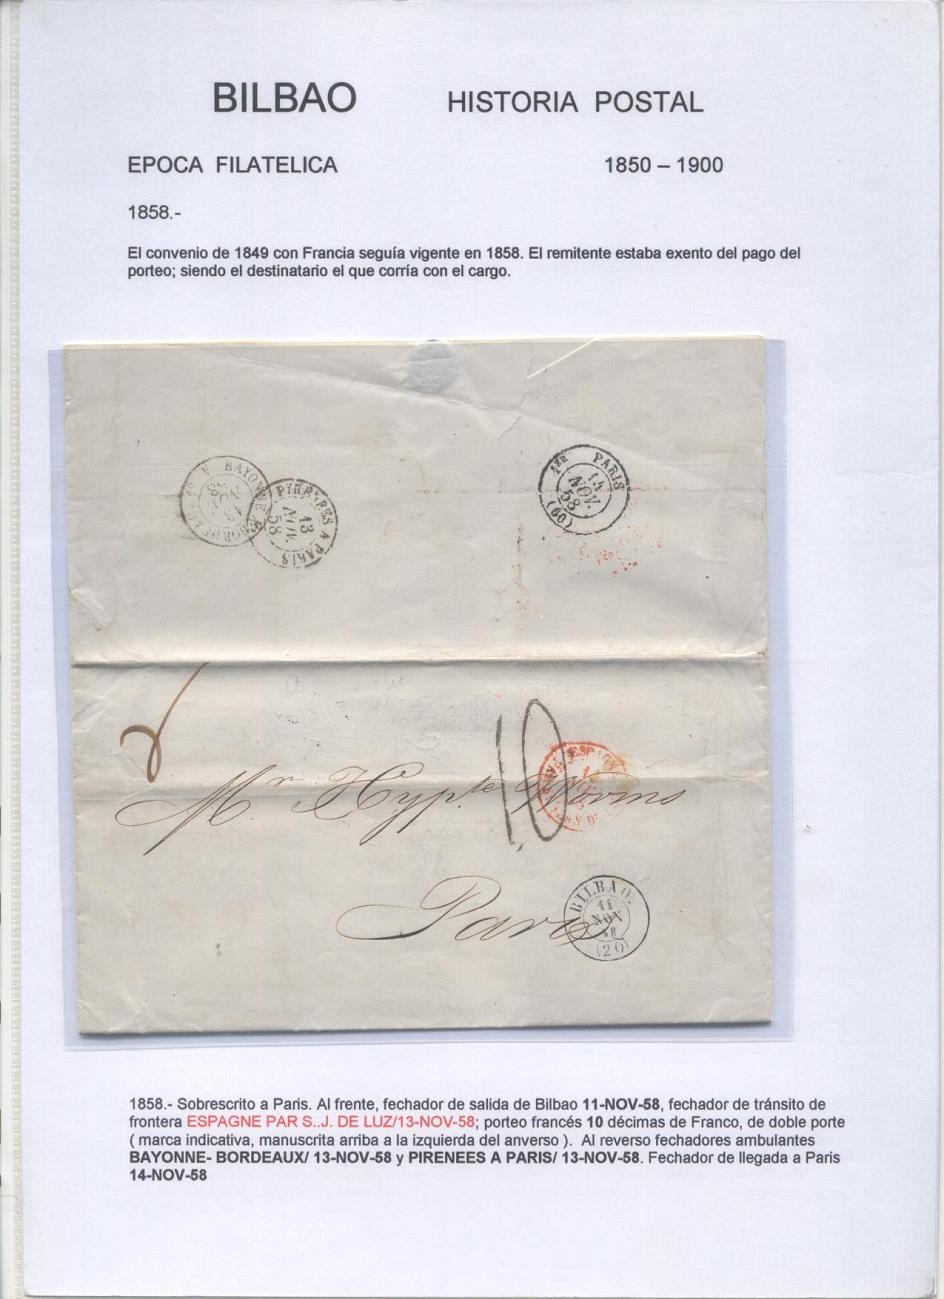 BILBAO HISTORIA POSTAL
EPOCA FILATELICA 1850 – 1900
1858.-
El convenio de 1849 con Francia seguía vigente en 1858. El remitente estaba exento del pago del
porteo; siendo el destinatario el que corría con el cargo.
BAYONNE A BORDEAUX
PIRENEES A PARIS
13
NOV.
58
1ER PARIS
NOV.
58
(60)
10
ESPAGNE
Mr. Hypte
Paris
BILBAO.
11
NOV
58
(20)
1858.- Sobrescrito a Paris. Al frente, fechador de salida de Bilbao 11-NOV-58, fechador de tránsito de
frontera ESPAGNE PAR S..J. DE LUZ/13-NOV-58; porteo francés 10 décimas de Franco, de doble porte
( marca indicativa, manuscrita arriba a la izquierda del anverso ). Al reverso fechadores ambulantes
BAYONNE- BORDEAUX/ 13-NOV-58 y PIRENEES A PARIS/ 13-NOV-58. Fechador de llegada a Paris
14-NOV-58